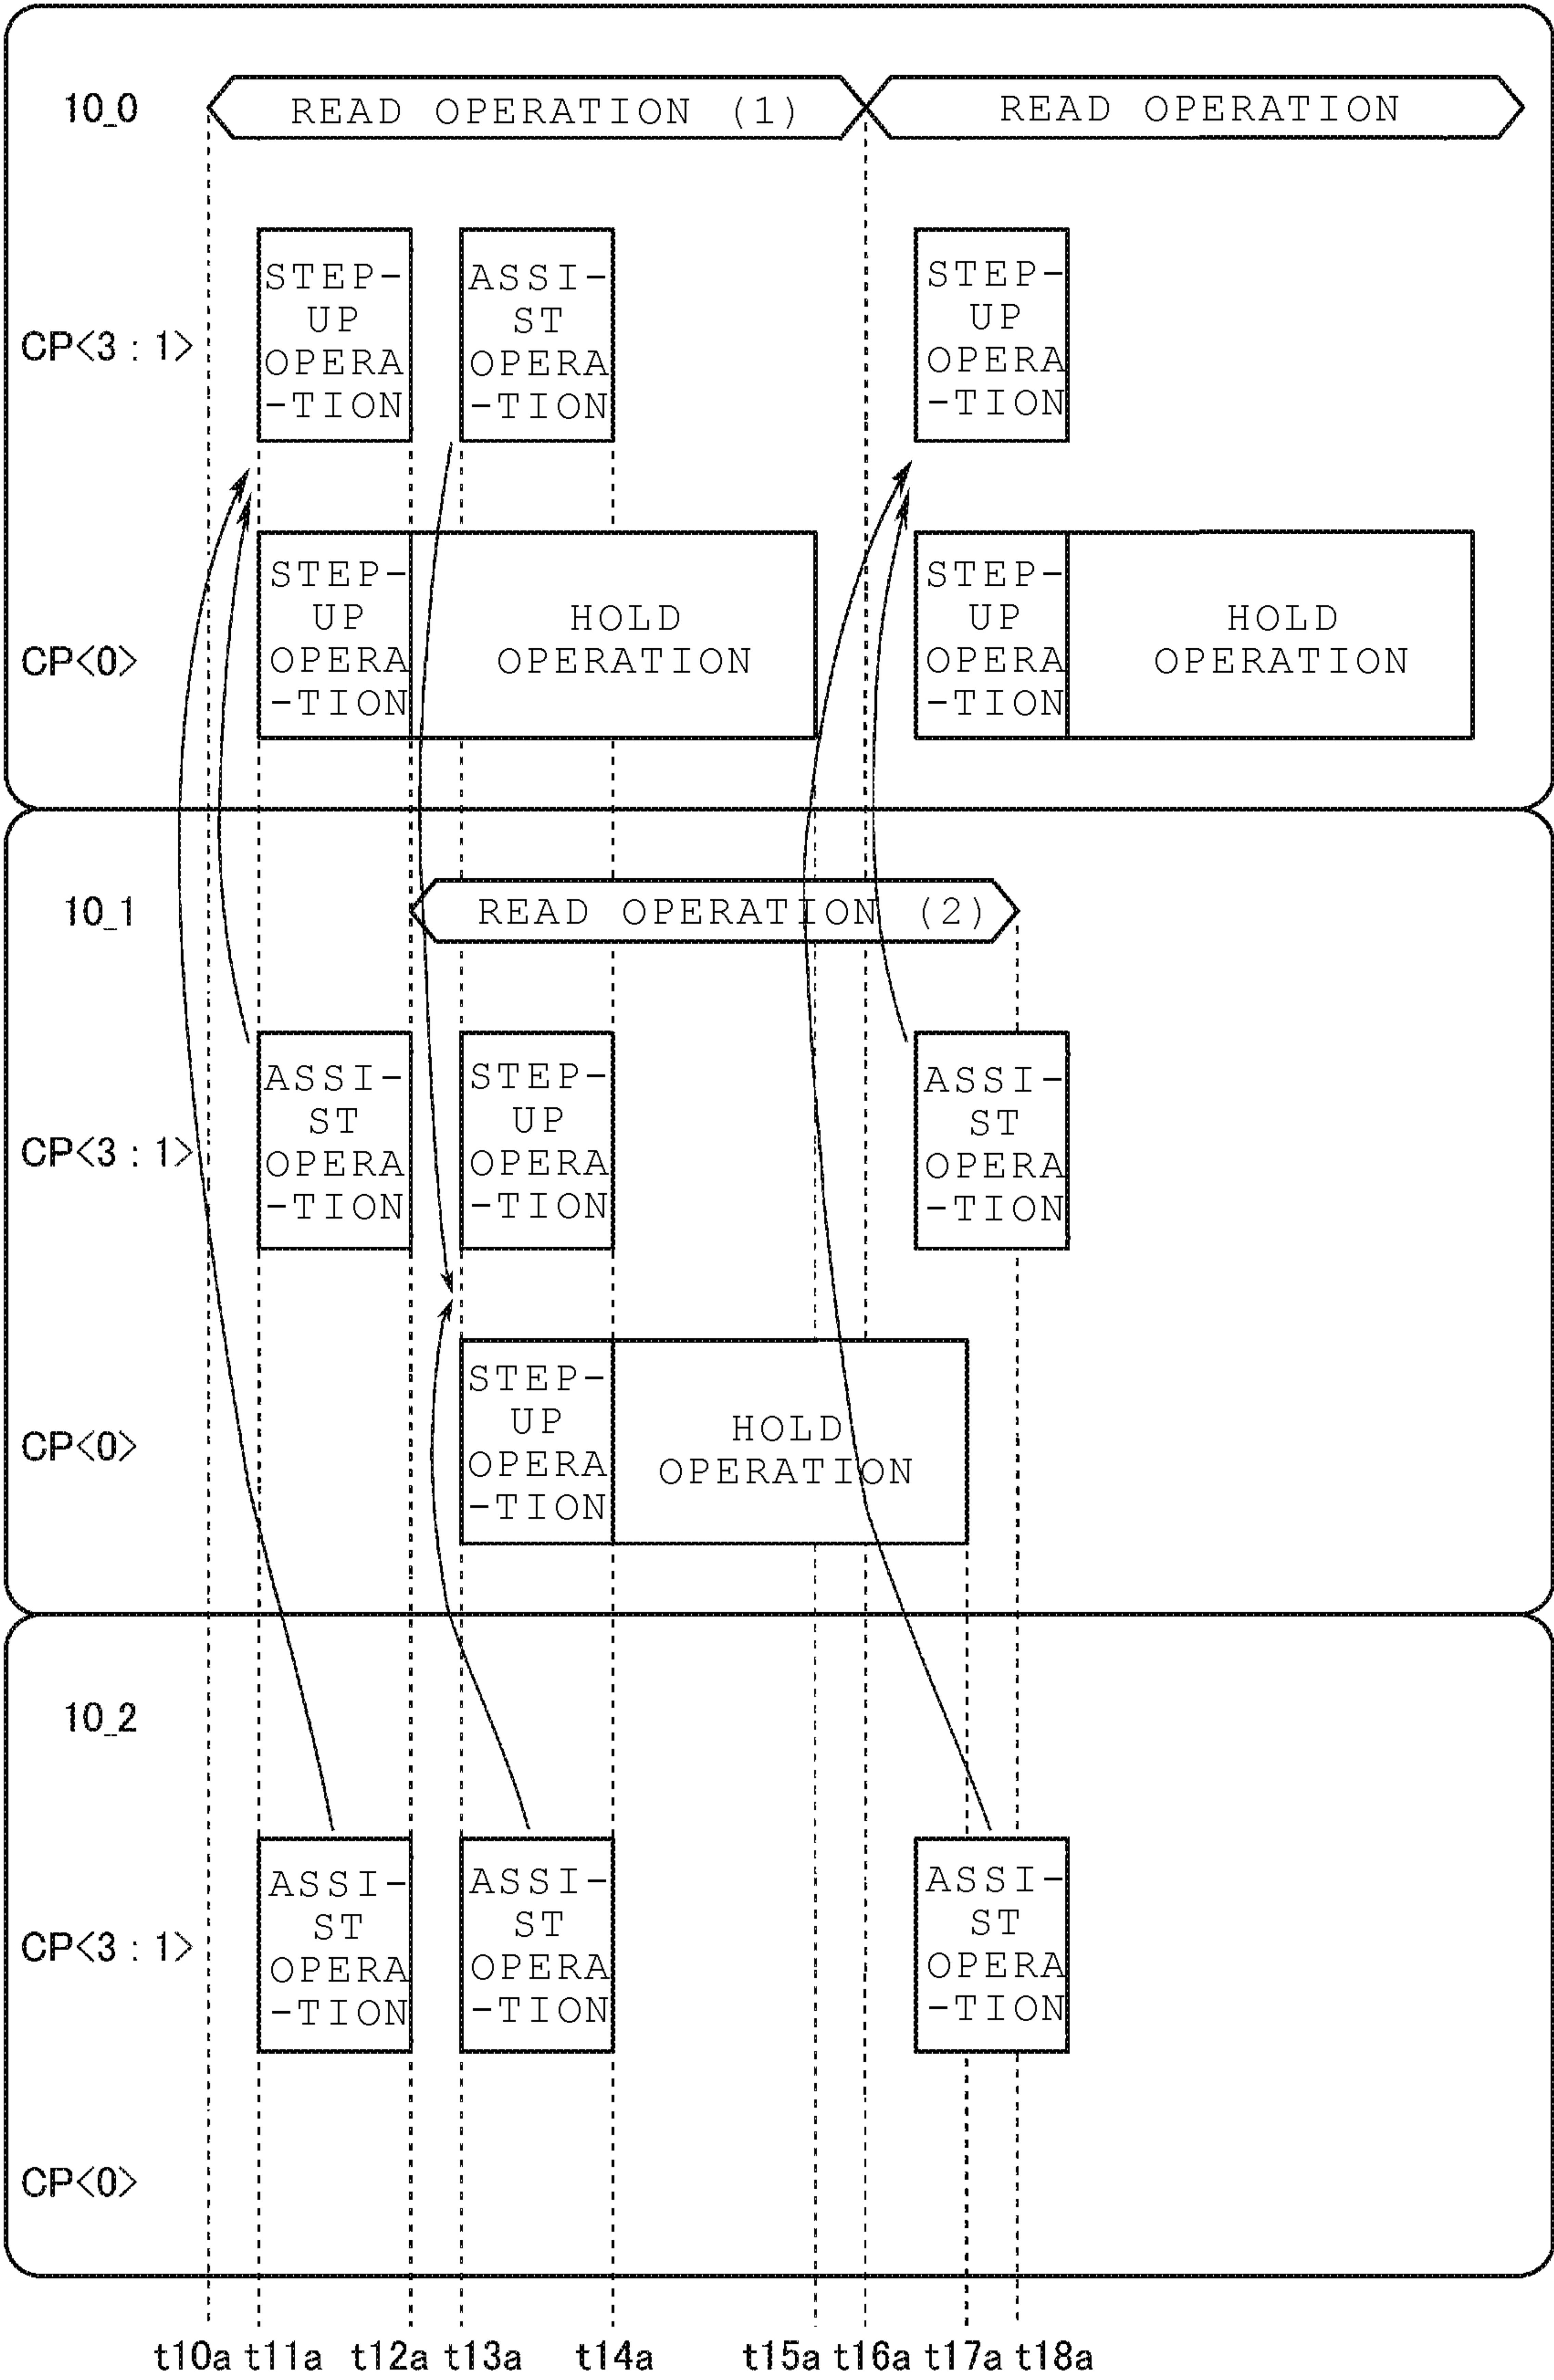 10_0
READ OPERATION (1)
READ OPERATION
CP<3 : 1>
STEP-
UP
OPERA
-TION
ASSI-
ST
OPERA
-TION
STEP-
UP
OPERA
-TION
CP<0>
STEP-
UP
OPERA
-TION
HOLD
OPERATION
STEP-
UP
OPERA
-TION
HOLD
OPERATION
10_1
READ OPERATION (2)
CP<3 : 1>
ASSI-
ST
OPERA
-TION
STEP-
UP
OPERA
-TION
ASSI-
ST
OPERA
-TION
CP<0>
STEP-
UP
OPERA
-TION
HOLD
OPERATION
10_2
CP<3 : 1>
ASSI-
ST
OPERA
-TION
ASSI-
ST
OPERA
-TION
ASSI-
ST
OPERA
-TION
CP<0>
t10a t11a t12a t13a t14a t15a t16a t17a t18a